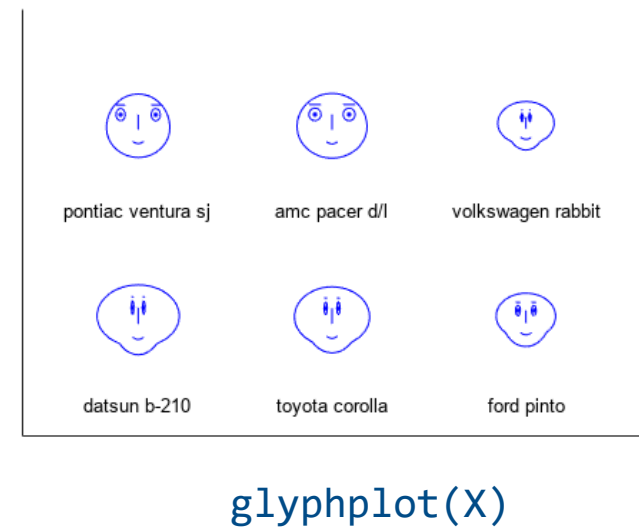 pontiac ventura sj amc pacer d/l volkswagen rabbit
datsun b-210 toyota corolla ford pinto
glyphplot(X)